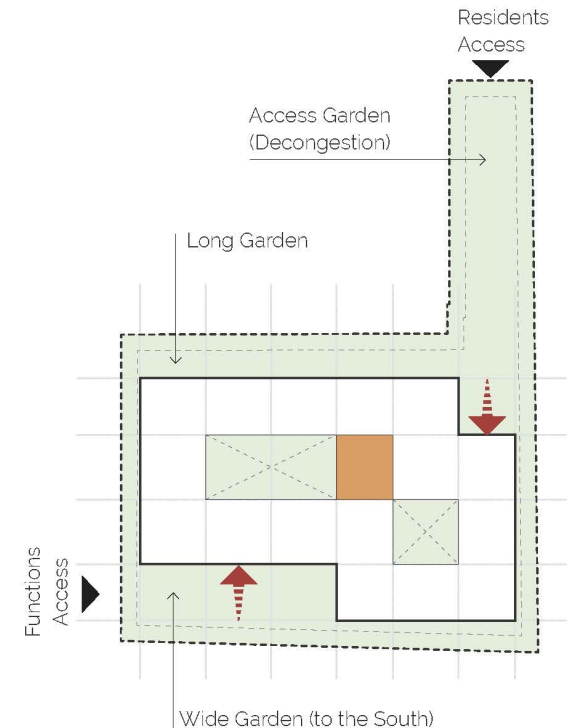 Residents
Access
Access Garden
(Decongestion)
Long Garden
Functions
Access
Wide Garden (to the South)